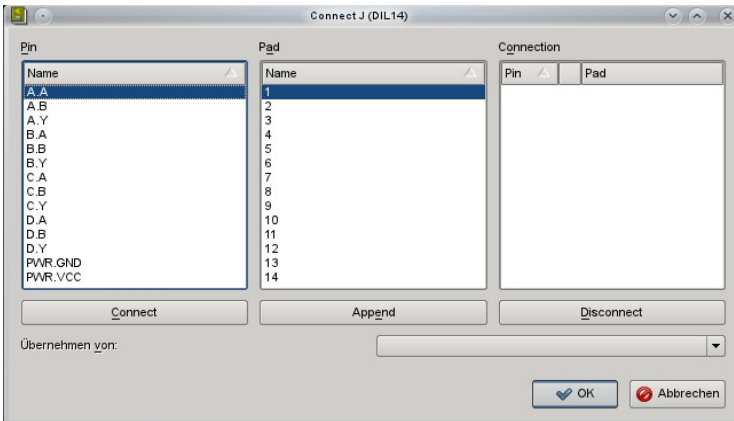 Connect J (DIL14)
Pin
Pad
Connection
Name
A.A
A.B
A.Y
B.A
B.B
B.Y
C.A
C.B
C.Y
D.A
D.B
D.Y
PWR.GND
PWR.VCC
Name
1
2
3
4
5
6
7
8
9
10
11
12
13
14
Pin
Pad
Connect
Append
Disconnect
Übernehmen von:
OK
Abbrechen